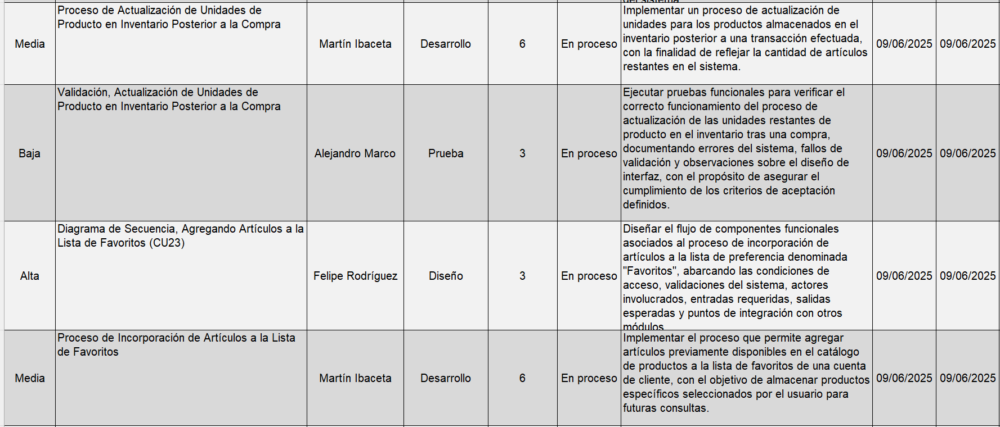 del sistema
Media
Proceso de Actualización de Unidades de
Producto en Inventario Posterior a la Compra
Martín Ibaceta
Desarrollo
6
En proceso
Implementar un proceso de actualización de
unidades para los productos almacenados en el
inventario posterior a una transacción efectuada,
con la finalidad de reflejar la cantidad de artículos
restantes en el sistema.
09/06/2025
09/06/2025
Baja
Validación, Actualización de Unidades de
Producto en Inventario Posterior a la Compra
Alejandro Marco
Prueba
3
En proceso
Ejecutar pruebas funcionales para verificar el
correcto funcionamiento del proceso de
actualización de las unidades restantes de
producto en el inventario tras una compra,
documentando errores del sistema, fallos de
validación y observaciones sobre el diseño de
interfaz, con el propósito de asegurar el
cumplimiento de los criterios de aceptación
definidos.
09/06/2025
09/06/2025
Alta
Diagrama de Secuencia, Agregando Artículos a la
Lista de Favoritos (CU23)
Felipe Rodríguez
Diseño
3
En proceso
Diseñar el flujo de componentes funcionales
asociados al proceso de incorporación de
artículos a la lista de preferencia denominada
"Favoritos", abarcando las condiciones de
acceso, validaciones del sistema, actores
involucrados, entradas requeridas, salidas
esperadas y puntos de integración con otros
módulos
09/06/2025
09/06/2025
Media
Proceso de Incorporación de Artículos a la Lista
de Favoritos
Martín Ibaceta
Desarrollo
6
En proceso
Implementar el proceso que permite agregar
artículos previamente disponibles en el catálogo
de productos a la lista de favoritos de una cuenta
de cliente, con el objetivo de almacenar productos
específicos seleccionados por el usuario para
futuras consultas.
09/06/2025
09/06/2025